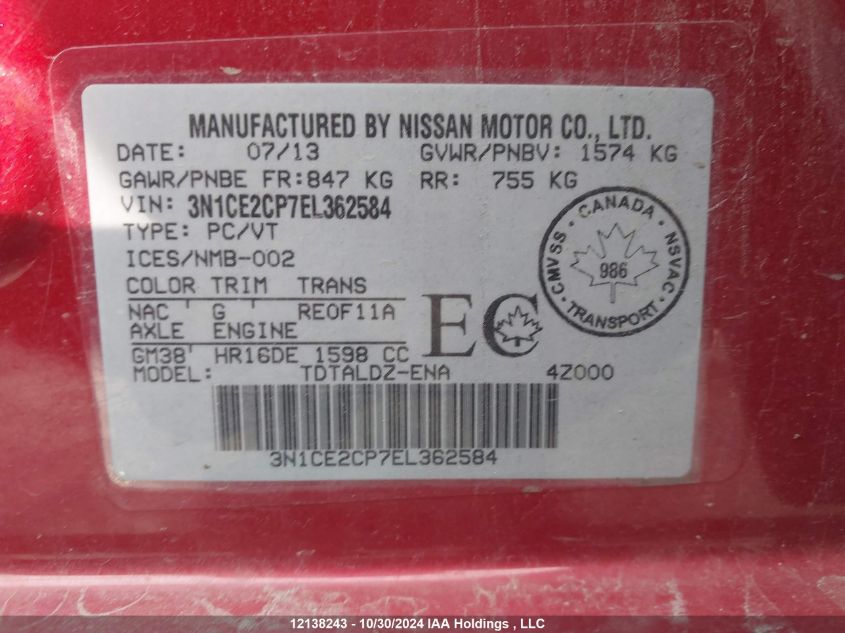 MANUFACTURED BY NISSAN MOTOR CO., LTD.
DATE: 07/13 GVWR/PNBV: 1574 KG
GAWR/PNBE FR:847 KG RR: 755 KG
VIN: 3N1CE2CP7EL362584
TYPE: PC/VT
ICES/NMB-002
COLOR TRIM TRANS
NAC ' G ' RE0F11A
AXLE ENGINE
GM38' HR16DE 1598 CC
MODEL: TDTALDZ-ENA 4Z000
EC
CANADA
CMVSS NSVAC
986
TRANSPORT
3N1CE2CP7EL362584
12138243 - 10/30/2024 IAA Holdings , LLC